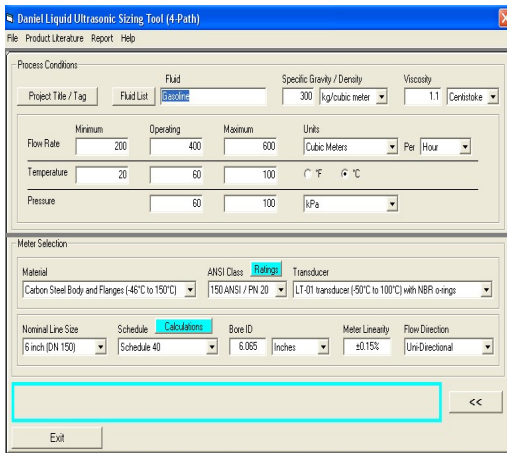 Daniel Liquid Ultrasonic Sizing Tool (4-Path)
File Product Literature Report Help
Process Conditions
Fluid Specific Gravity / Density Viscosity
Project Title / Tag Fluid List Gasoline 300 kg/cubic meter 1.1 Centistoke
Minimum Operating Maximum Units
Flow Rate 200 400 600 Cubic Meters Per Hour
Temperature 20 60 100 °F °C
Pressure 60 100 kPa
Meter Selection
Material ANSI Class Ratings Transducer
Carbon Steel Body and Flanges (-46°C to 150°C) 150 ANSI / PN 20 LT-01 transducer (-50°C to 100°C) with NBR o-rings
Nominal Line Size Schedule Calculations Bore ID Meter Linearity Flow Direction
6 inch (DN 150) Schedule 40 6.065 Inches ±0.15% Uni-Directional
<<
Exit